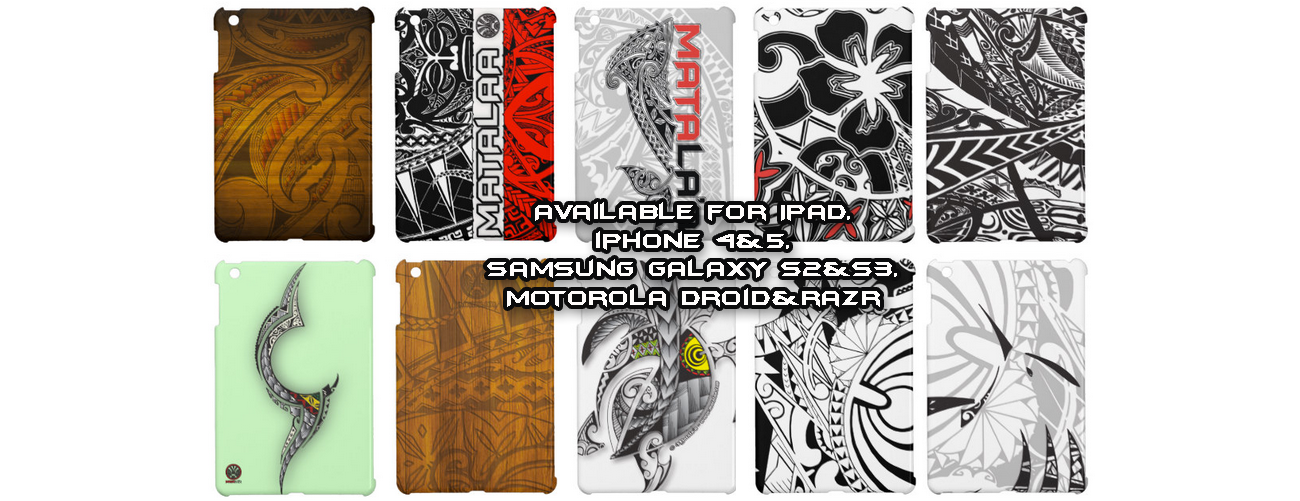 MATALAA
MATALAA
AVAILABLE FOR IPAD,
IPHONE 4&5,
SAMSUNG GALAXY S2&S3,
MOTOROLA DROID&RAZR